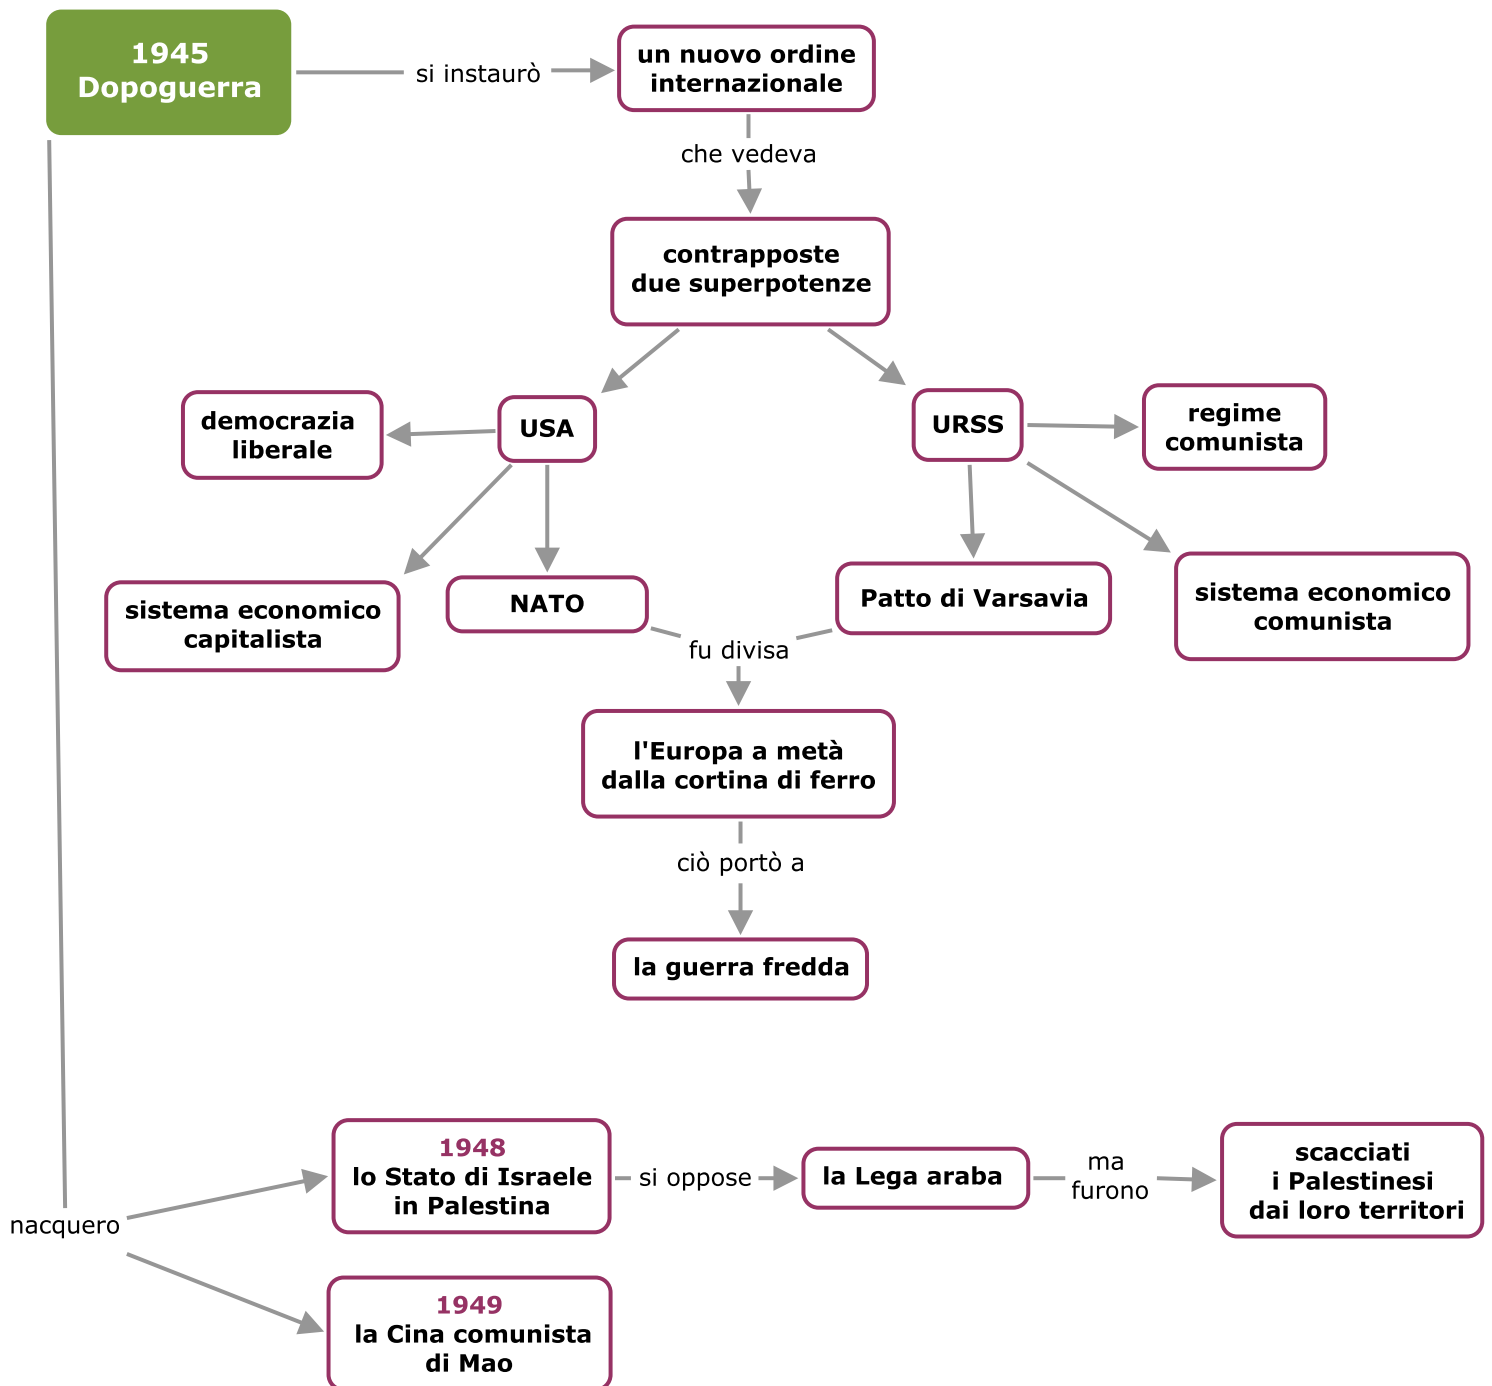 1945
Dopoguerra
si instaurò
un nuovo ordine
internazionale
che vedeva
contrapposte
due superpotenze
democrazia
liberale
USA
URSS
regime
comunista
sistema economico
capitalista
NATO
Patto di Varsavia
sistema economico
comunista
fu divisa
l'Europa a metà
dalla cortina di ferro
ciò portò a
la guerra fredda
nacquero
1948
lo Stato di Israele
in Palestina
si oppose
la Lega araba
ma
furono
scacciati
i Palestinesi
dai loro territori
1949
la Cina comunista
di Mao